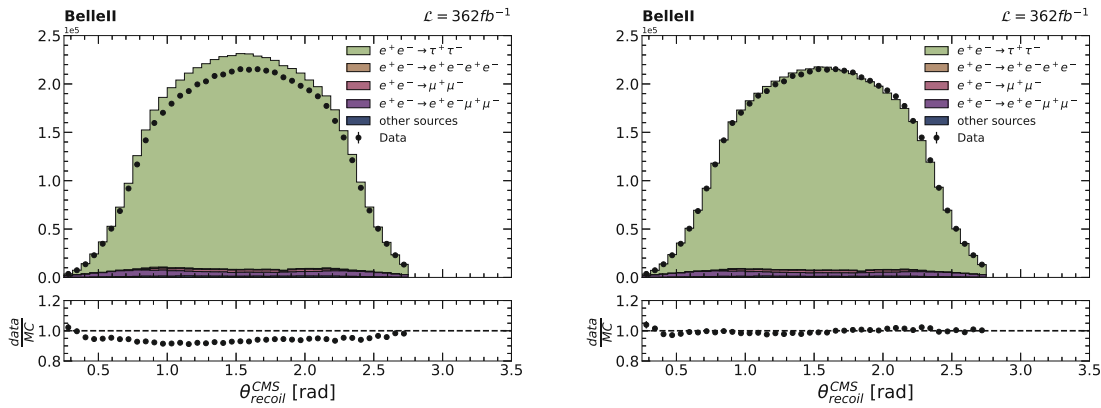 BelleII
ℒ = 362fb⁻¹
1e5
2.5
2.0
1.5
1.0
0.5
0.0
e⁺e⁻→τ⁺τ⁻
e⁺e⁻→e⁺e⁻e⁺e⁻
e⁺e⁻→μ⁺μ⁻
e⁺e⁻→e⁺e⁻μ⁺μ⁻
other sources
Data
data/MC
1.2
1.0
0.8
0.5 1.0 1.5 2.0 2.5 3.0 3.5
θ^{CMS}_{recoil} [rad]
BelleII
ℒ = 362fb⁻¹
1e5
2.5
2.0
1.5
1.0
0.5
0.0
e⁺e⁻→τ⁺τ⁻
e⁺e⁻→e⁺e⁻e⁺e⁻
e⁺e⁻→μ⁺μ⁻
e⁺e⁻→e⁺e⁻μ⁺μ⁻
other sources
Data
data/MC
1.2
1.0
0.8
0.5 1.0 1.5 2.0 2.5 3.0 3.5
θ^{CMS}_{recoil} [rad]